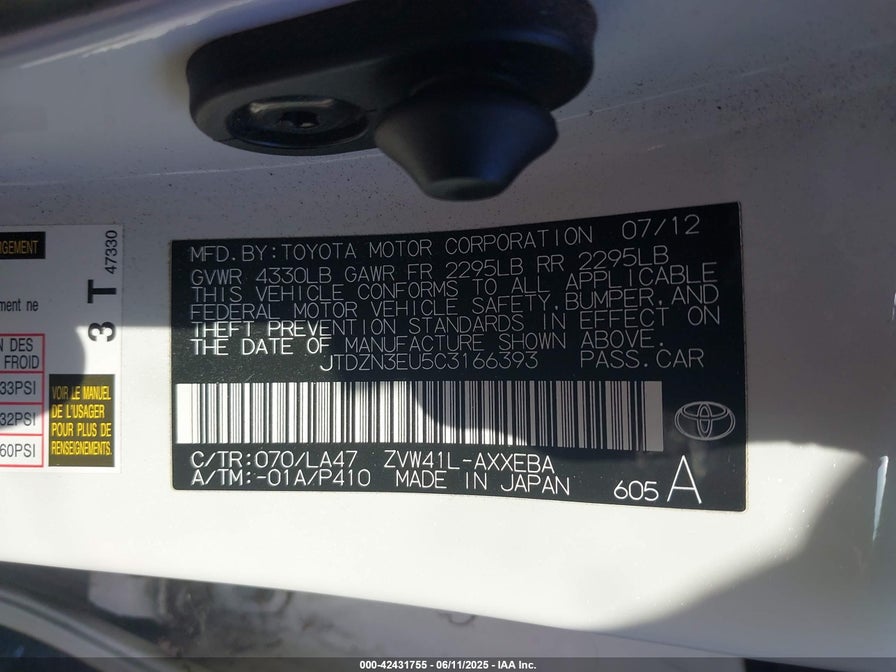 GEMENT
3 T 47330
ment ne
N DES
FROID
33PSI
32PSI
60PSI
VOIR LE MANUEL
DE L'USAGER
POUR PLUS DE
RENSEIGNEMENTS.
MFD. BY: TOYOTA MOTOR CORPORATION 07/12
GVWR 4330LB GAWR FR 2295LB RR 2295LB
THIS VEHICLE CONFORMS TO ALL APPLICABLE
FEDERAL MOTOR VEHICLE SAFETY, BUMPER, AND
THEFT PREVENTION STANDARDS IN EFFECT ON
THE DATE OF MANUFACTURE SHOWN ABOVE.
JTDZN3EU5C3166393 PASS.CAR
C/TR:070/LA47 ZVW41L-AXXEBA
A/TM:-01A/P410 MADE IN JAPAN 605 A
000-42431755 - 06/11/2025 - IAA Inc.